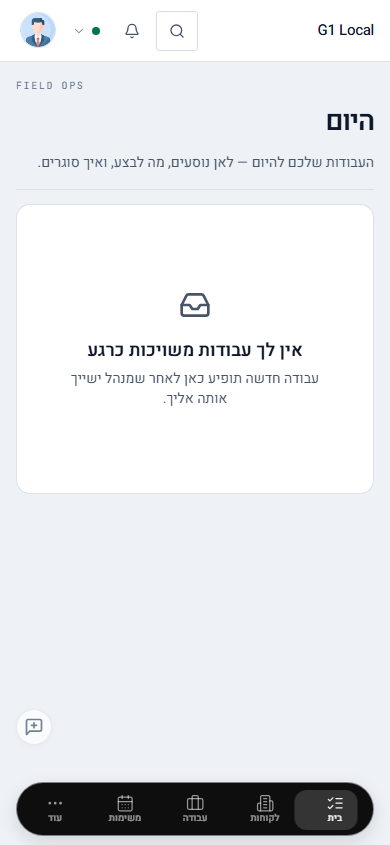 G1 Local
FIELD OPS
היום
העבודות שלכם להיום — לאן נוסעים, מה לבצע, ואיך סוגרים.
אין לך עבודות משויכות כרגע
עבודה חדשה תופיע כאן לאחר שמנהל ישייך
אותה אליך.
בית
לקוחות
עבודה
משימות
עוד